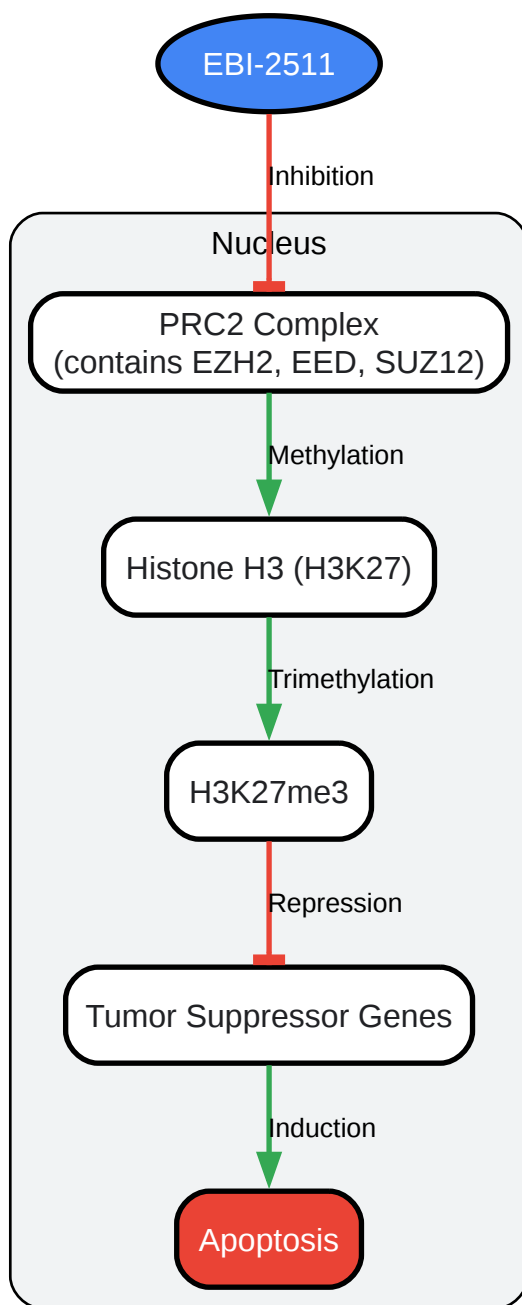 EBI-2511
Inhibition
Nucleus
PRC2 Complex
(contains EZH2, EED, SUZ12)
Methylation
Histone H3 (H3K27)
Trimethylation
H3K27me3
Repression
Tumor Suppressor Genes
Induction
Apoptosis